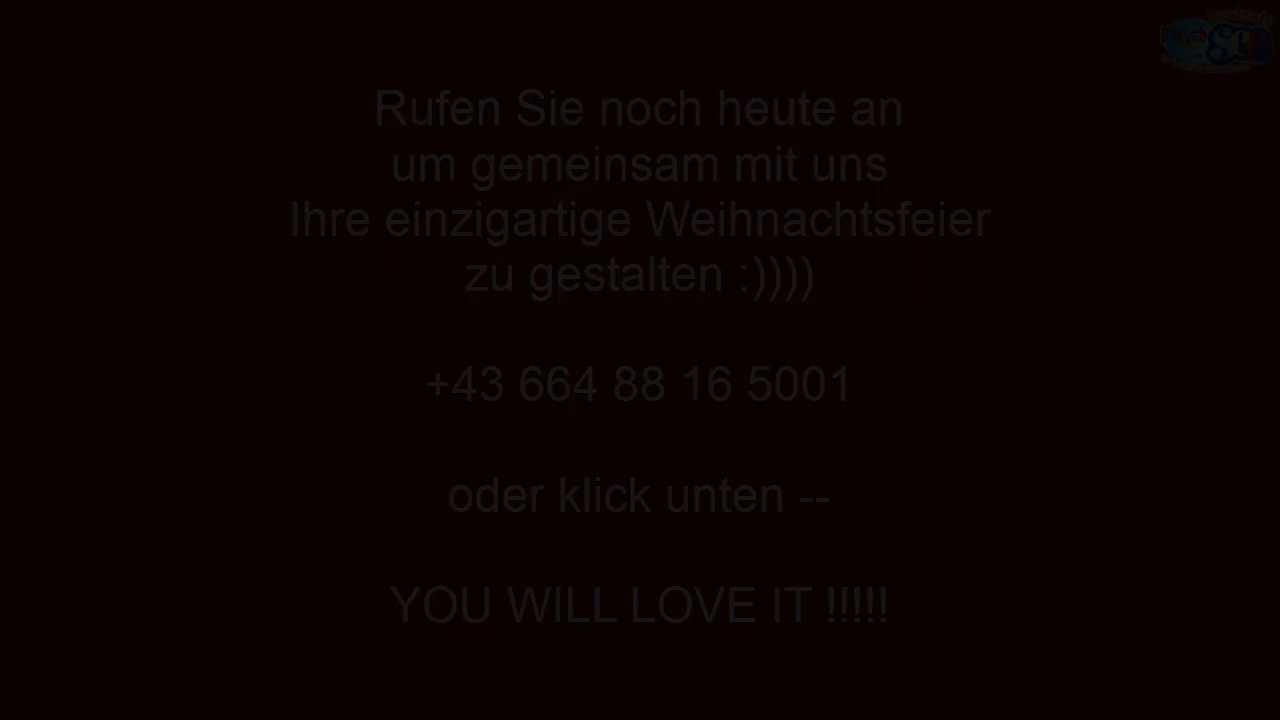 Rufen Sie noch heute an
um gemeinsam mit uns
Ihre einzigartige Weihnachtsfeier
zu gestalten :))))
+43 664 88 16 5001
oder klick unten --
YOU WILL LOVE IT !!!!!